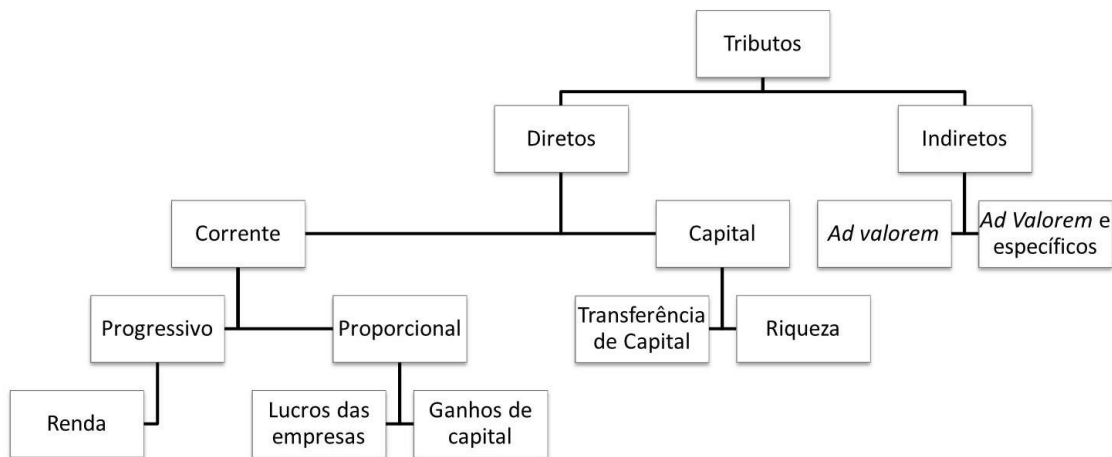 Tributos
Diretos
Indiretos
Corrente
Capital
Ad valorem
Ad Valorem e
específicos
Progressivo
Proporcional
Transferência
de Capital
Riqueza
Renda
Lucros das
empresas
Ganhos de
capital